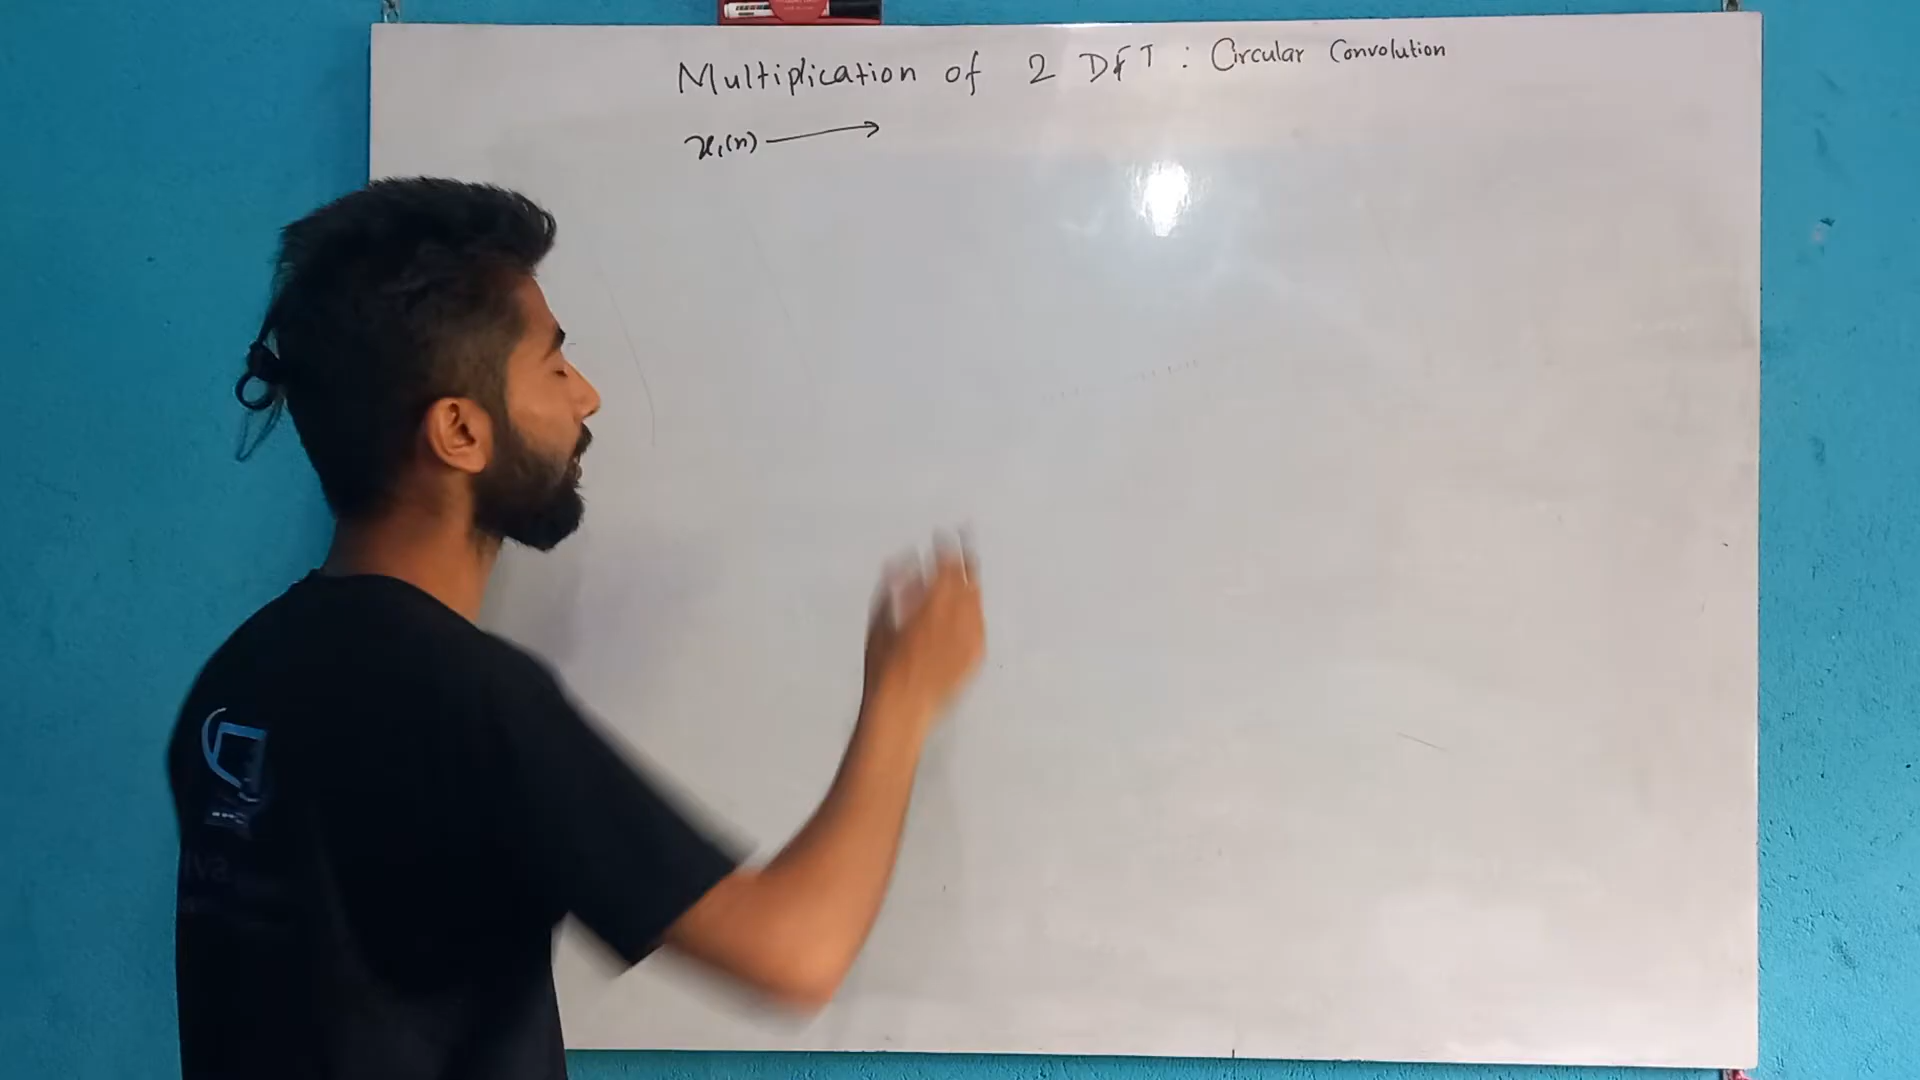 Multiplication of 2 DFT : Circular Convolution
x₁(n) ⟶